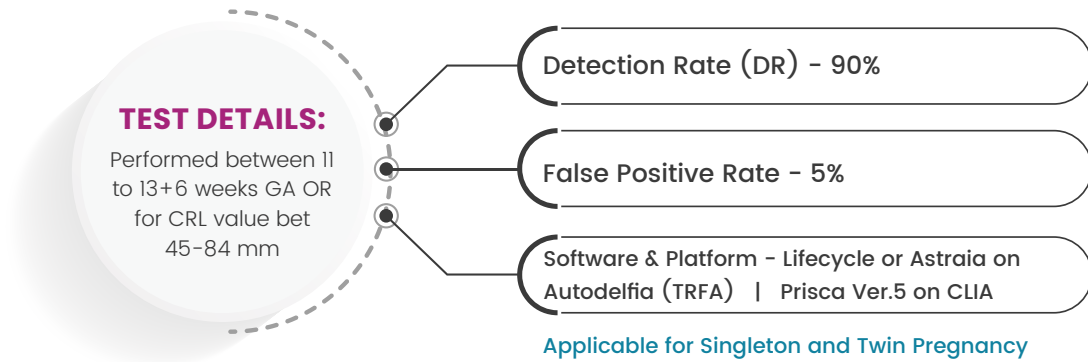 TEST DETAILS:
Performed between 11
to 13+6 weeks GA OR
for CRL value bet
45-84 mm
Detection Rate (DR) - 90%
False Positive Rate - 5%
Software & Platform - Lifecycle or Astraia on
Autodelfia (TRFA) | Prisca Ver.5 on CLIA
Applicable for Singleton and Twin Pregnancy